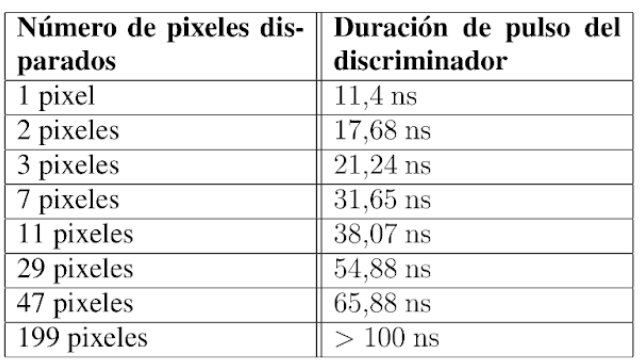 Número de pixeles dis- Duración de pulso del
parados discriminador
1 pixel 11,4 ns
2 pixeles 17,68 ns
3 pixeles 21,24 ns
7 pixeles 31,65 ns
11 pixeles 38,07 ns
29 pixeles 54,88 ns
47 pixeles 65,88 ns
199 pixeles > 100 ns